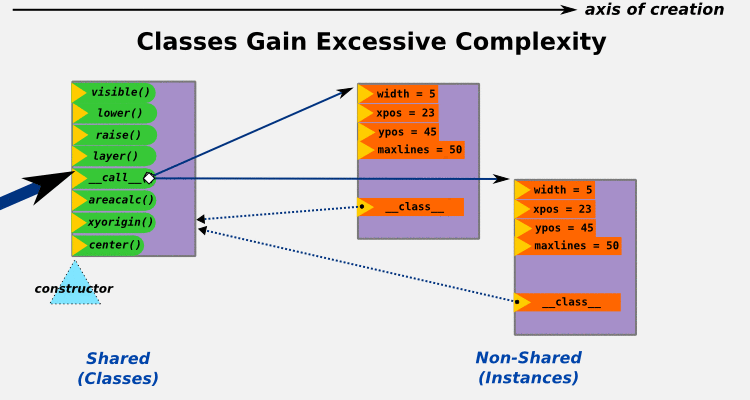 axis of creation
Classes Gain Excessive Complexity
visible()
lower()
raise()
layer()
__call__
areacalc()
xyorigin()
center()
constructor
width = 5
xpos = 23
ypos = 45
maxlines = 50
__class__
width = 5
xpos = 23
ypos = 45
maxlines = 50
__class__
Shared
(Classes)
Non-Shared
(Instances)